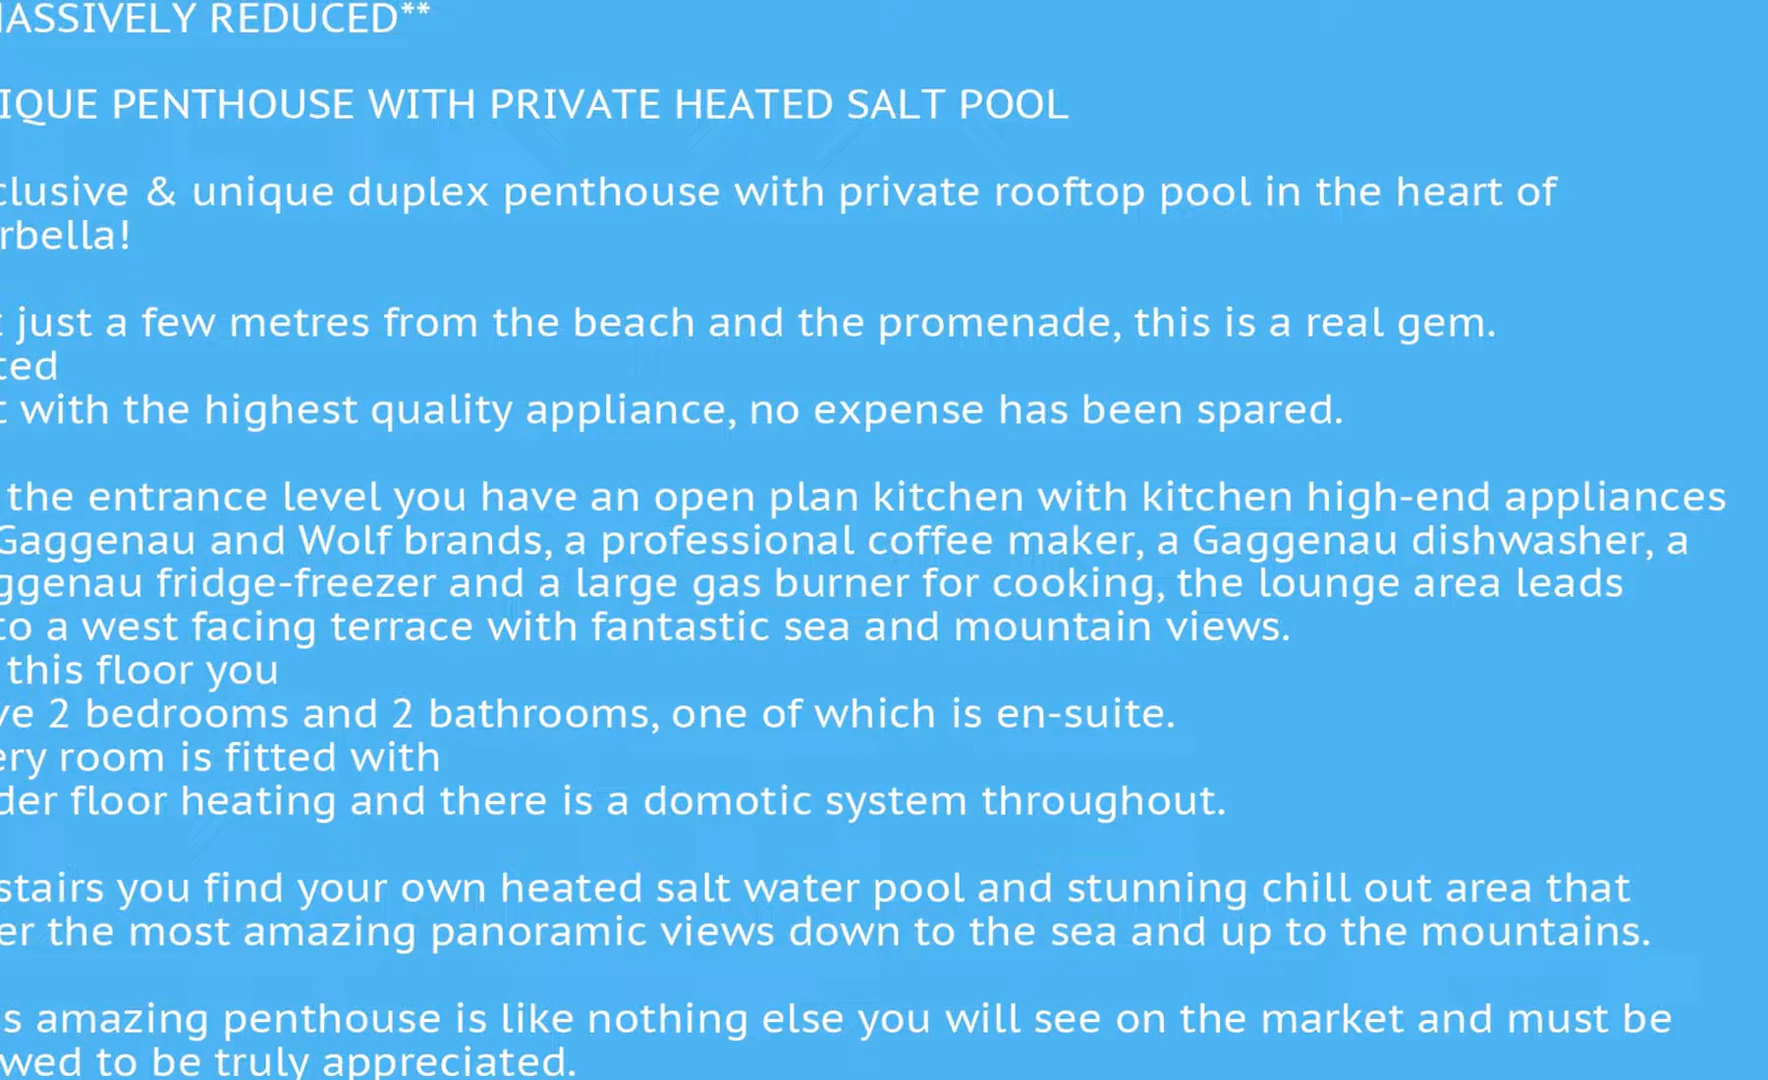 MASSIVELY REDUCED**
IQUE PENTHOUSE WITH PRIVATE HEATED SALT POOL
clusive & unique duplex penthouse with private rooftop pool in the heart of
rbella!
t just a few metres from the beach and the promenade, this is a real gem.
ted
t with the highest quality appliance, no expense has been spared.
the entrance level you have an open plan kitchen with kitchen high-end appliances
Gaggenau and Wolf brands, a professional coffee maker, a Gaggenau dishwasher, a
ggenau fridge-freezer and a large gas burner for cooking, the lounge area leads
to a west facing terrace with fantastic sea and mountain views.
this floor you
ve 2 bedrooms and 2 bathrooms, one of which is en-suite.
ery room is fitted with
der floor heating and there is a domotic system throughout.
stairs you find your own heated salt water pool and stunning chill out area that
er the most amazing panoramic views down to the sea and up to the mountains.
s amazing penthouse is like nothing else you will see on the market and must be
wed to be truly appreciated.